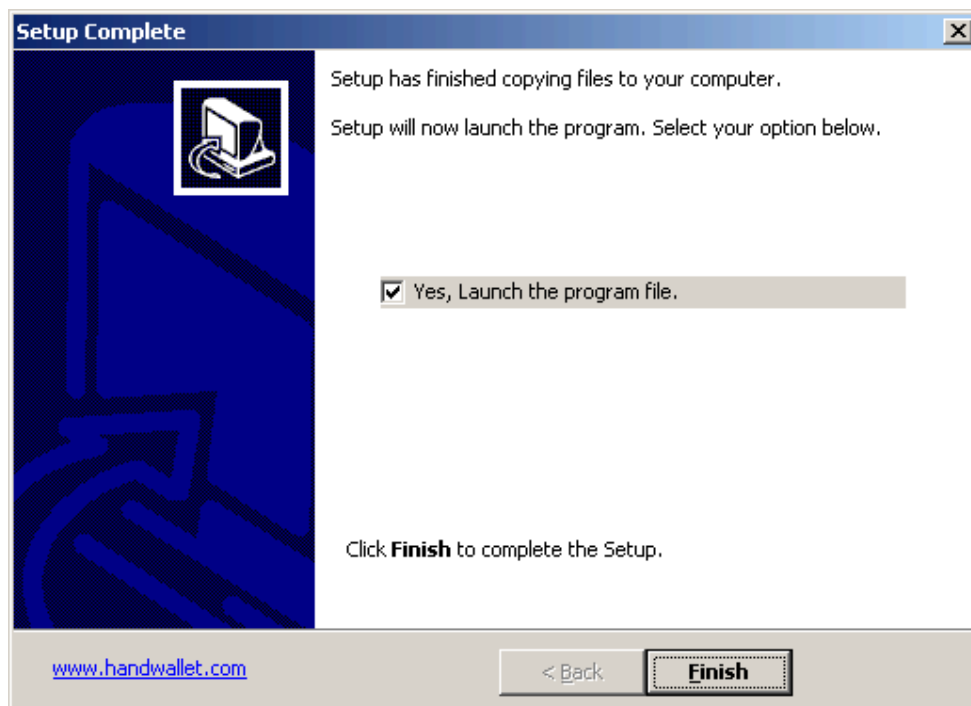 Setup Complete
Setup has finished copying files to your computer.
Setup will now launch the program. Select your option below.
Yes, Launch the program file.
Click Finish to complete the Setup.
www.handwallet.com
< Back
Finish